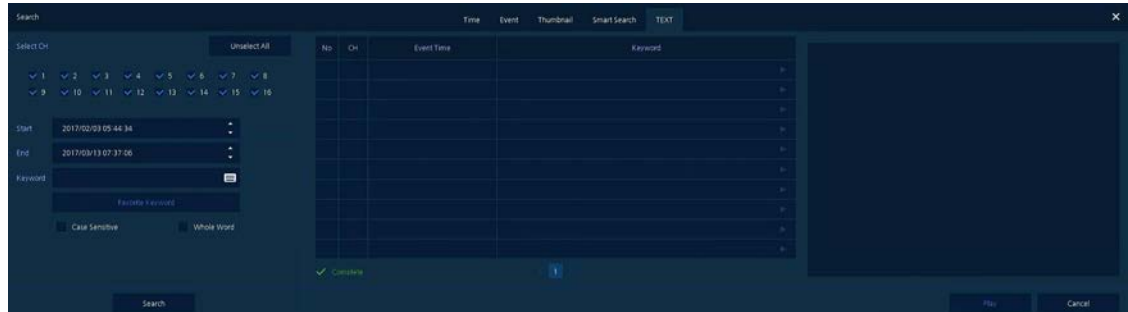 Search
Time Event Thumbnail Smart Search TEXT
Select CH Unselect All
1 2 3 4 5 6 7 8
9 10 11 12 13 14 15 16
Start 2017/02/03 05:44:34
End 2017/03/13 07:37:06
Keyword
Favorite Keyword
Case Sensitive Whole Word
Search
No CH Event Time Keyword
Complete 1
Play Cancel